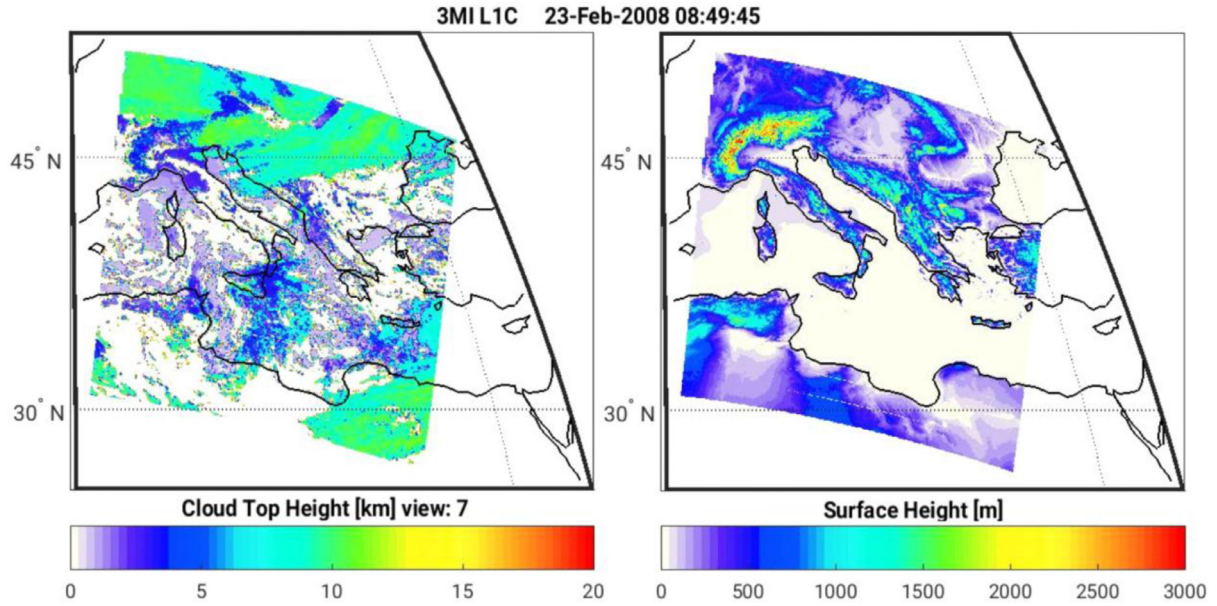 3MI L1C 23-Feb-2008 08:49:45
45° N
30° N
45° N
30° N
Cloud Top Height [km] view: 7
0 5 10 15 20
Surface Height [m]
0 500 1000 1500 2000 2500 3000